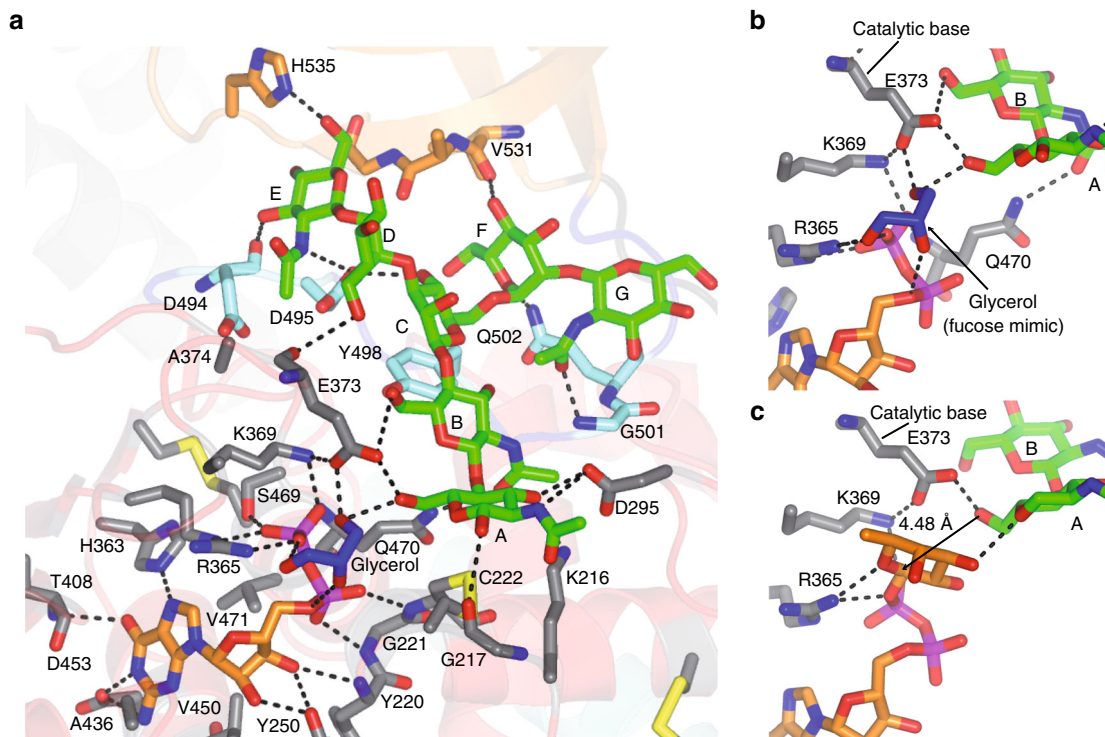 a
H535
V531
E
D
F
G
D494
D495
C
Q502
A374
Y498
E373
B
G501
K369
S469
D295
A
H363
R365
Q470
Glycerol
C222
K216
T408
V471
G221
G217
D453
V450
Y220
A436
Y250
b
Catalytic base
E373
B
K369
A
R365
Q470
Glycerol
(fucose mimic)
c
Catalytic base
E373
B
K369
4.48 Å
A
R365